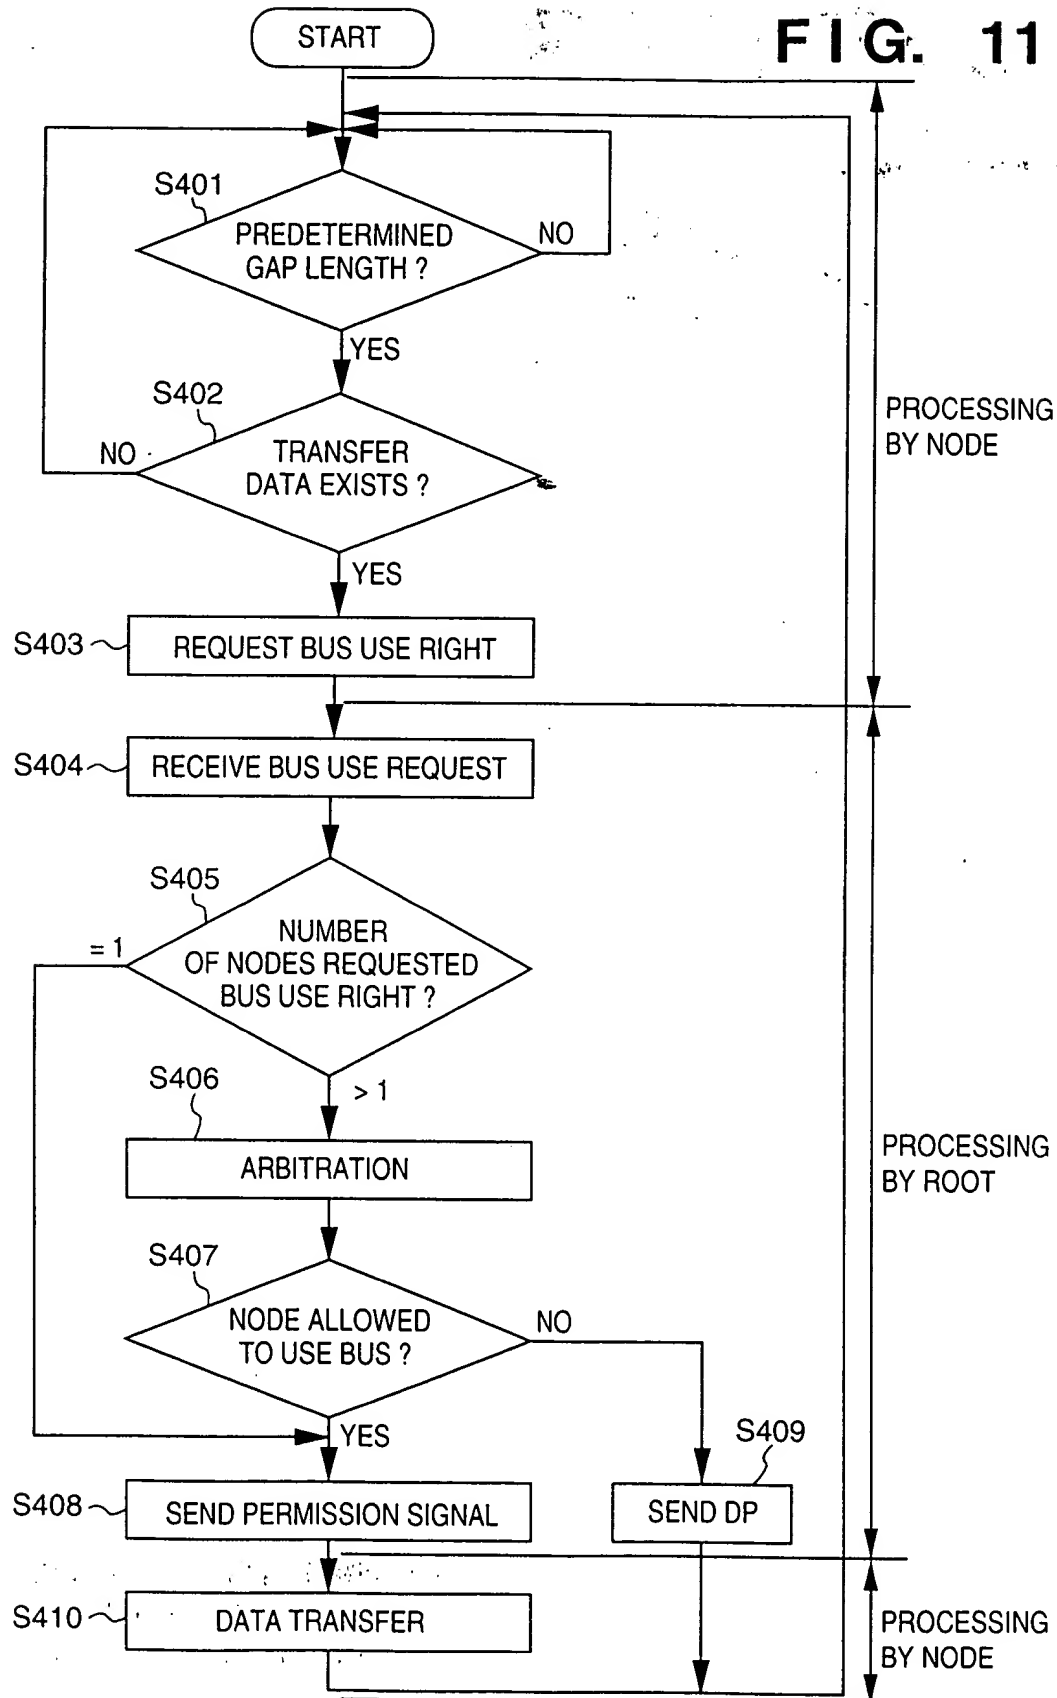 START
FIG. 11
S401
PREDETERMINED
GAP LENGTH ?
NO
YES
S402
NO
TRANSFER
DATA EXISTS ?
PROCESSING
BY NODE
YES
S403
REQUEST BUS USE RIGHT
S404
RECEIVE BUS USE REQUEST
S405
= 1
NUMBER
OF NODES REQUESTED
BUS USE RIGHT ?
S406
> 1
ARBITRATION
PROCESSING
BY ROOT
S407
NODE ALLOWED
TO USE BUS ?
NO
YES
S409
S408
SEND PERMISSION SIGNAL
SEND DP
S410
DATA TRANSFER
PROCESSING
BY NODE